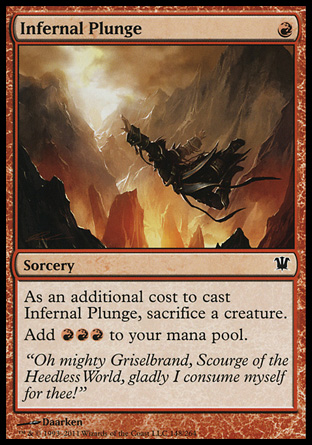 Infernal Plunge
Sorcery
As an additional cost to cast
Infernal Plunge, sacrifice a creature.
Add to your mana pool.
"Oh mighty Griselbrand, Scourge of the
Heedless World, gladly I consume myself
for thee!"
Daarken